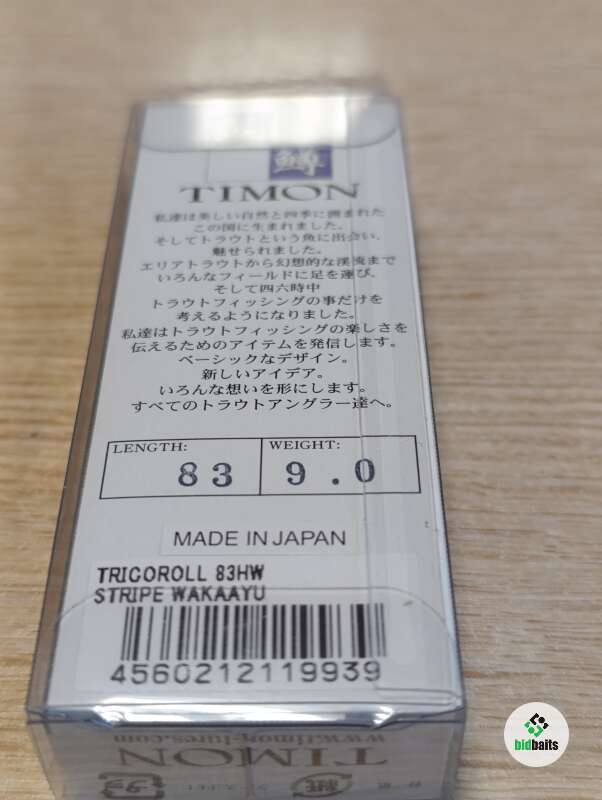 鱒
TIMON
私達は美しい自然と四季に囲まれた
この国に生まれました。
そしてトラウトという魚に出会い、
魅せられました。
エリアトラウトから幻想的な渓流まで
いろんなフィールドに足を運び、
そして四六時中
トラウトフィッシングの事だけを
考えるようになりました。
私達はトラウトフィッシングの楽しさを
伝えるためのアイテムを発信します。
ベーシックなデザイン。
新しいアイデア。
いろんな想いを形にします。
すべてのトラウトアングラー達へ。
LENGTH: 83 WEIGHT: 9.0
MADE IN JAPAN
TRICOROLL 83HW
STRIPE WAKAAYU
4560212119939
www.timon-lures.com
TIMON
プラ
紙
bidbaits